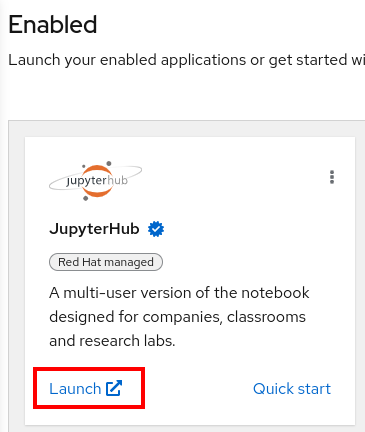 Enabled
Launch your enabled applications or get started wi
jupyterhub
JupyterHub
Red Hat managed
A multi-user version of the notebook
designed for companies, classrooms
and research labs.
Launch Quick start